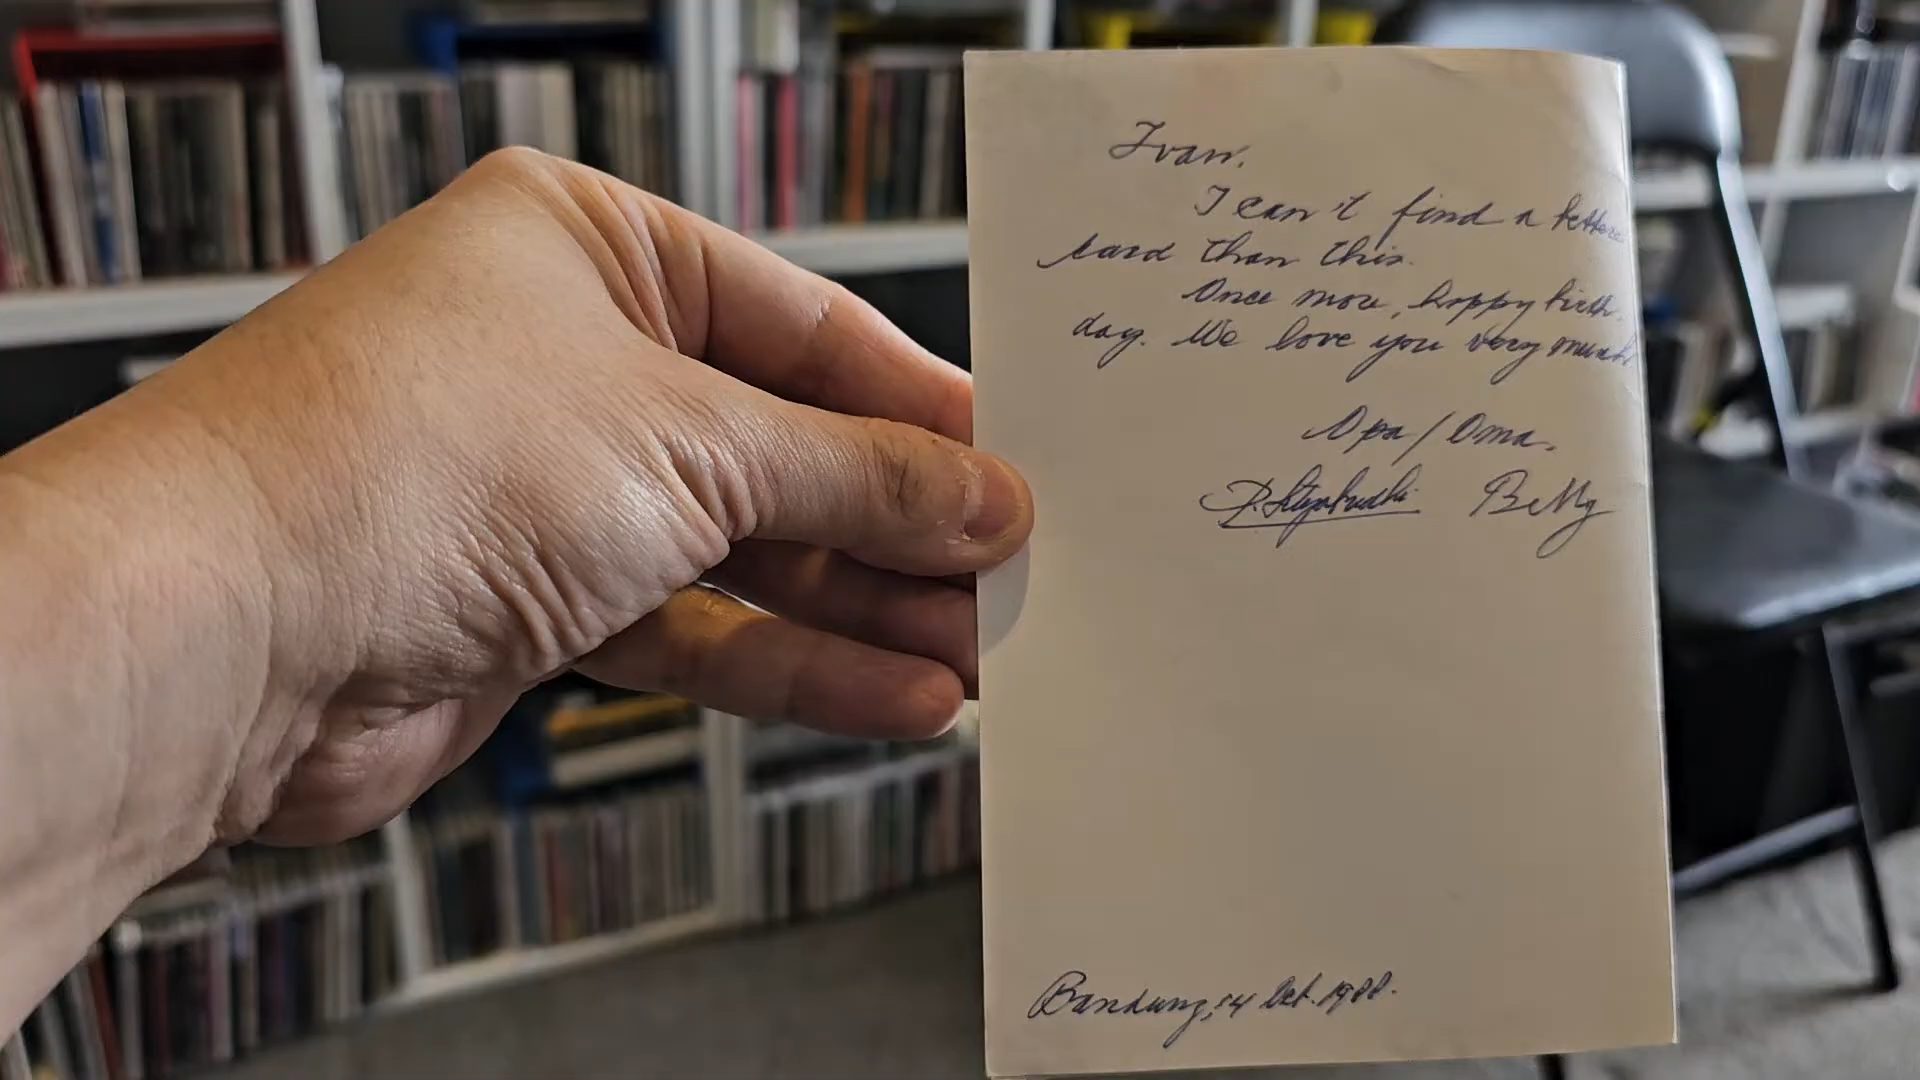 Ivan,
I can't find a better
card than this.
Once more, happy birth-
day. We love you very much
Opa / Oma.
Betty
Bandung, 14 Oct. 1988.